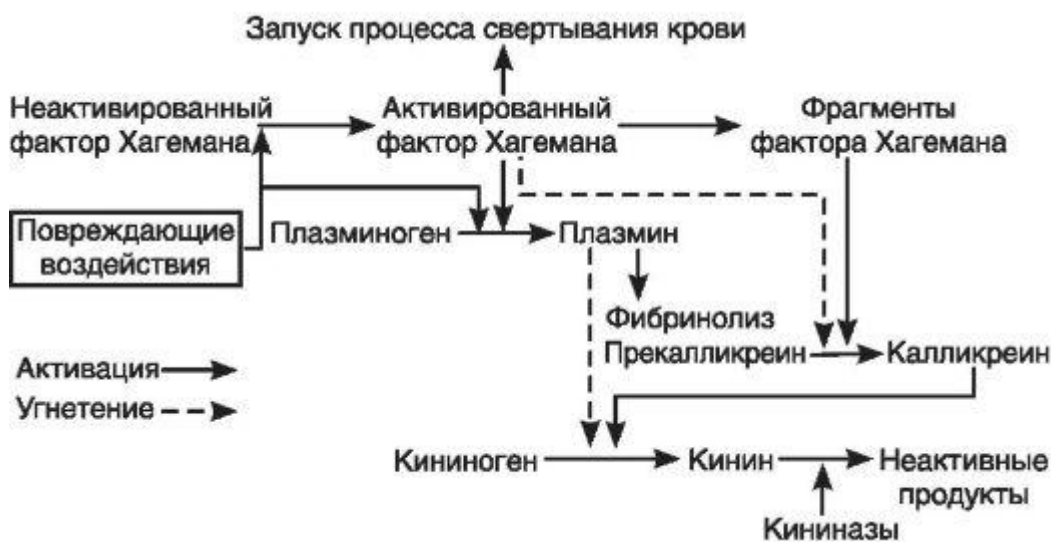 Запуск процесса свертывания крови
Неактивированный
фактор Хагемана
Активированный
фактор Хагемана
Фрагменты
фактора Хагемана
Повреждающие
воздействия
Плазминоген
Плазмин
Фибринолиз
Прекалликреин
Калликреин
Активация
Угнетение
Кининоген
Кинин
Неактивные
продукты
Кининазы